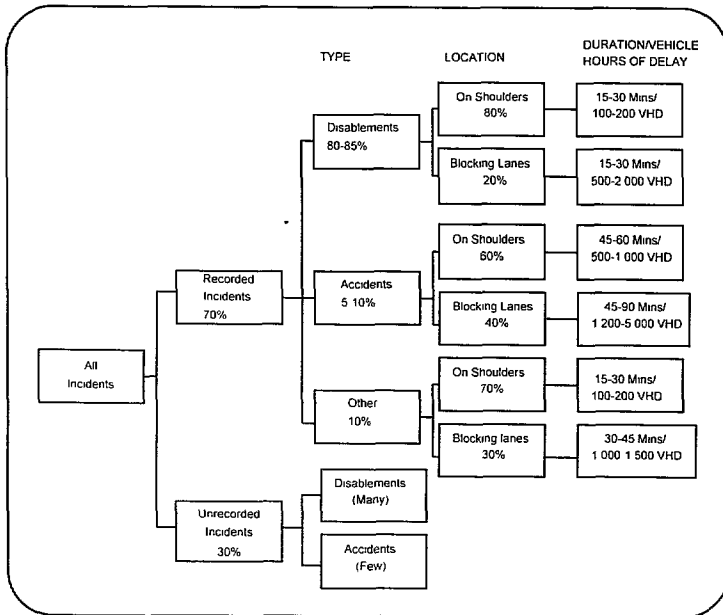 TYPE
LOCATION
DURATION/VEHICLE
HOURS OF DELAY
Disablements
80-85%
On Shoulders
80%
15-30 Mins/
100-200 VHD
Blocking Lanes
20%
15-30 Mins/
500-2 000 VHD
Recorded
Incidents
70%
Accidents
5 10%
On Shoulders
60%
45-60 Mins/
500-1 000 VHD
Blocking Lanes
40%
45-90 Mins/
1 200-5 000 VHD
All
Incidents
Other
10%
On Shoulders
70%
15-30 Mins/
100-200 VHD
Blocking lanes
30%
30-45 Mins/
1 000 1 500 VHD
Unrecorded
Incidents
30%
Disablements
(Many)
Accidents
(Few)